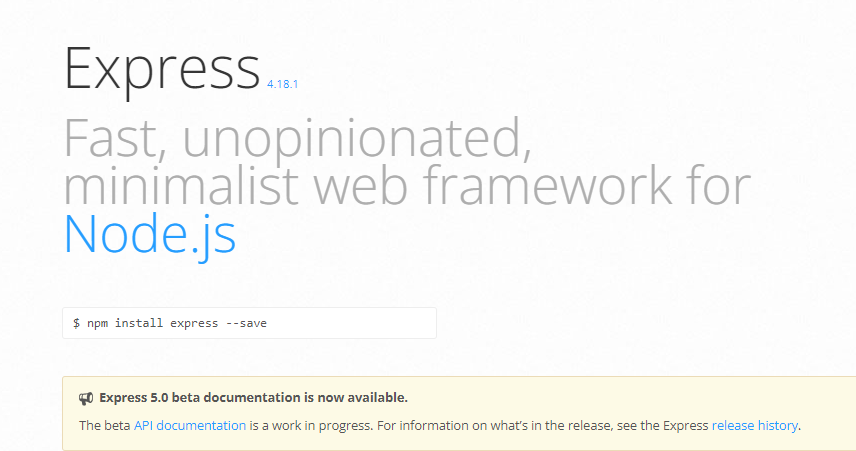 Express 4.18.1
Fast, unopinionated,
minimalist web framework for
Node.js
$ npm install express --save
Express 5.0 beta documentation is now available.
The beta API documentation is a work in progress. For information on what’s in the release, see the Express release history.